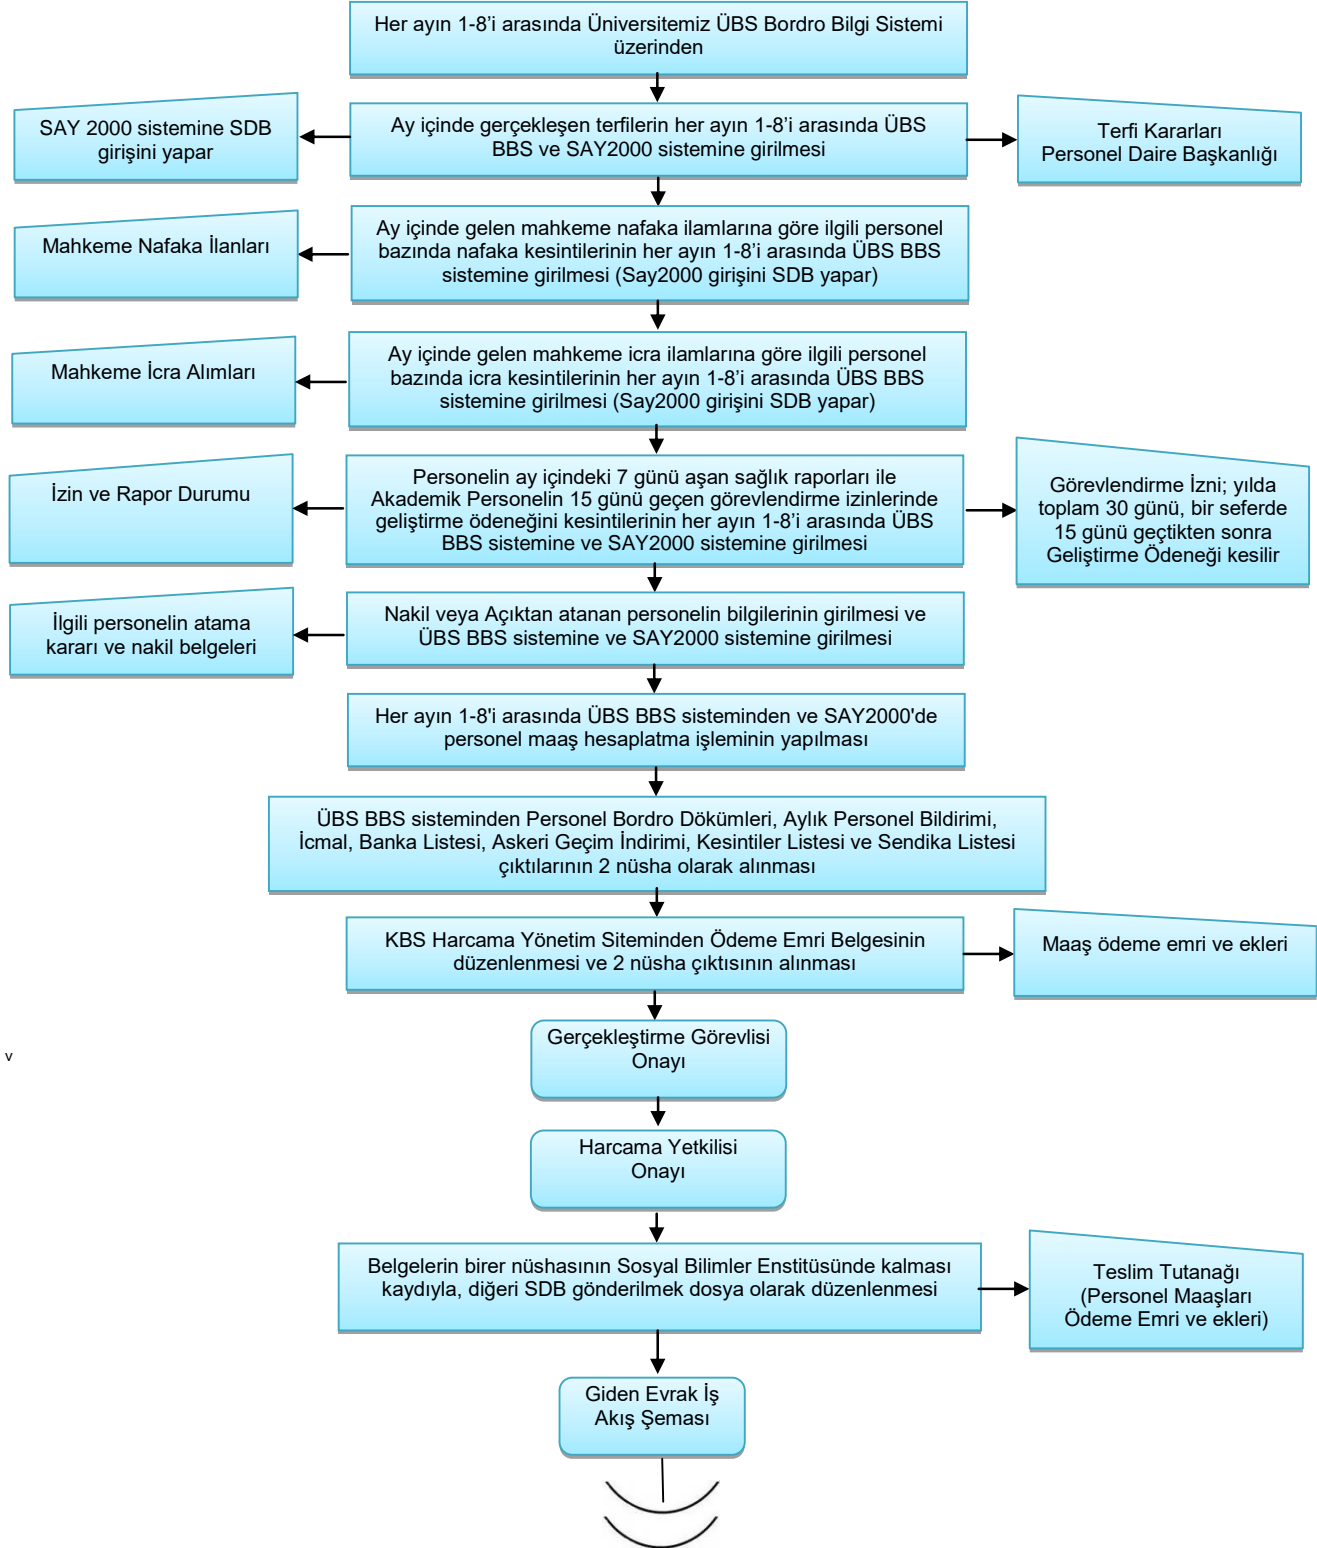 Her ayın 1-8’i arasında Üniversitemiz ÜBS Bordro Bilgi Sistemi
üzerinden
SAY 2000 sistemine SDB
girişini yapar
Ay içinde gerçekleşen terfilerin her ayın 1-8’i arasında ÜBS
BBS ve SAY2000 sistemine girilmesi
Terfi Kararları
Personel Daire Başkanlığı
Mahkeme Nafaka İlanları
Ay içinde gelen mahkeme nafaka ilamlarına göre ilgili personel
bazında nafaka kesintilerinin her ayın 1-8’i arasında ÜBS BBS
sistemine girilmesi (Say2000 girişini SDB yapar)
Mahkeme İcra Alımları
Ay içinde gelen mahkeme icra ilamlarına göre ilgili personel
bazında icra kesintilerinin her ayın 1-8’i arasında ÜBS BBS
sistemine girilmesi (Say2000 girişini SDB yapar)
İzin ve Rapor Durumu
Personelin ay içindeki 7 günü aşan sağlık raporları ile
Akademik Personelin 15 günü geçen görevlendirme izinlerinde
geliştirme ödeneğini kesintilerinin her ayın 1-8’i arasında ÜBS
BBS sistemine ve SAY2000 sistemine girilmesi
Görevlendirme İzni; yılda
toplam 30 günü, bir seferde
15 günü geçtikten sonra
Geliştirme Ödeneği kesilir
İlgili personelin atama
kararı ve nakil belgeleri
Nakil veya Açıktan atanan personelin bilgilerinin girilmesi ve
ÜBS BBS sistemine ve SAY2000 sistemine girilmesi
Her ayın 1-8'i arasında ÜBS BBS sisteminden ve SAY2000'de
personel maaş hesaplatma işleminin yapılması
ÜBS BBS sisteminden Personel Bordro Dökümleri, Aylık Personel Bildirimi,
İcmal, Banka Listesi, Askeri Geçim İndirimi, Kesintiler Listesi ve Sendika Listesi
çıktılarının 2 nüsha olarak alınması
KBS Harcama Yönetim Siteminden Ödeme Emri Belgesinin
düzenlenmesi ve 2 nüsha çıktısının alınması
Maaş ödeme emri ve ekleri
Gerçekleştirme Görevlisi
Onayı
v
Harcama Yetkilisi
Onayı
Belgelerin birer nüshasının Sosyal Bilimler Enstitüsünde kalması
kaydıyla, diğeri SDB gönderilmek dosya olarak düzenlenmesi
Teslim Tutanağı
(Personel Maaşları
Ödeme Emri ve ekleri)
Giden Evrak İş
Akış Şeması